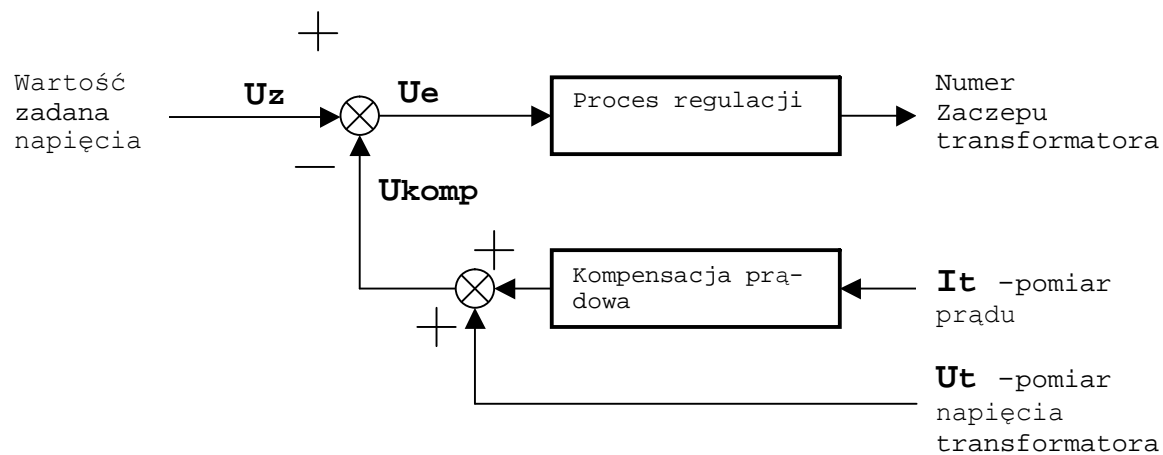 Wartość
zadana
napięcia
Uz
Ue
Proces regulacji
Numer
Zaczepu
transformatora
Ukomp
Kompensacja prą-
dowa
It -pomiar
prądu
Ut -pomiar
napięcia
transformatora